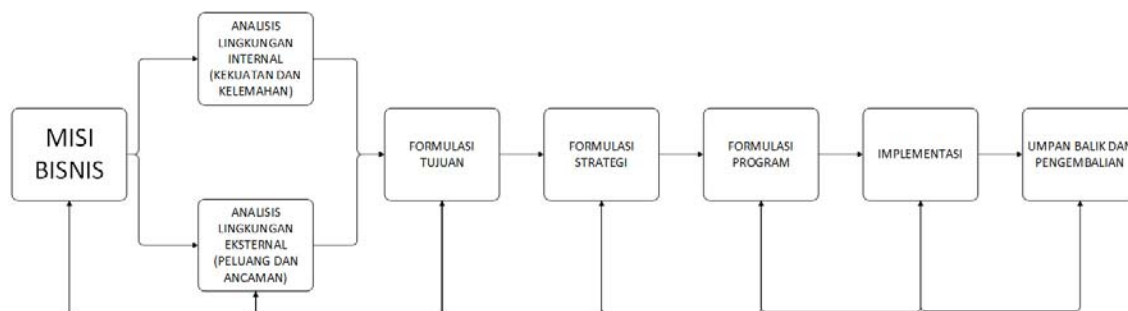 MISI
BISNIS
ANALISIS
LINGKUNGAN
INTERNAL
(KEKUATAN DAN
KELEMAHAN)
ANALISIS
LINGKUNGAN
EKSTERNAL
(PELUANG DAN
ANCAMAN)
FORMULASI
TUJUAN
FORMULASI
STRATEGI
FORMULASI
PROGRAM
IMPLEMENTASI
UMPAN BALIK DAN
PENGEMBALIAN